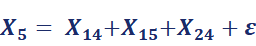 X₅ = X₁₄+X₁₅+X₂₄ + ε